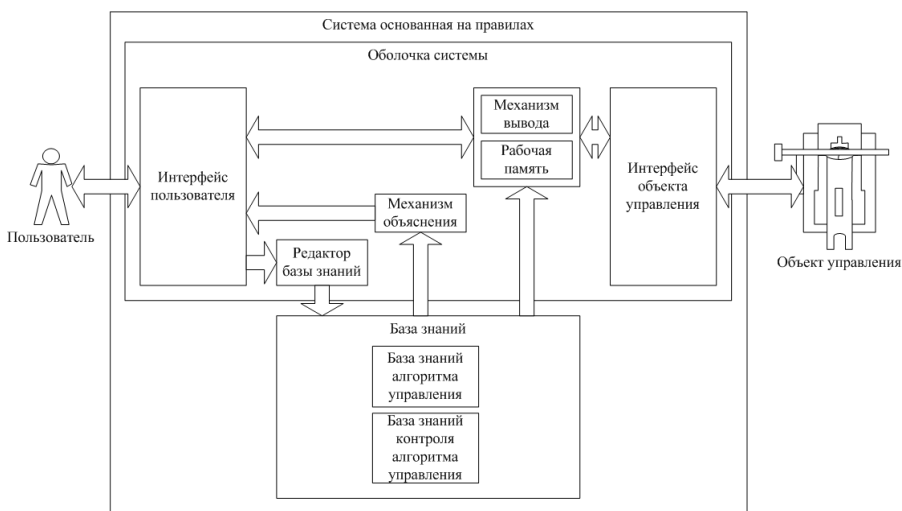 Система основанная на правилах
Оболочка системы
Механизм
вывода
Рабочая
память
Интерфейс
пользователя
Интерфейс
объекта
управления
Механизм
объяснения
Пользователь
Редактор
базы знаний
Объект управления
База знаний
База знаний
алгоритма
управления
База знаний
контроля
алгоритма
управления